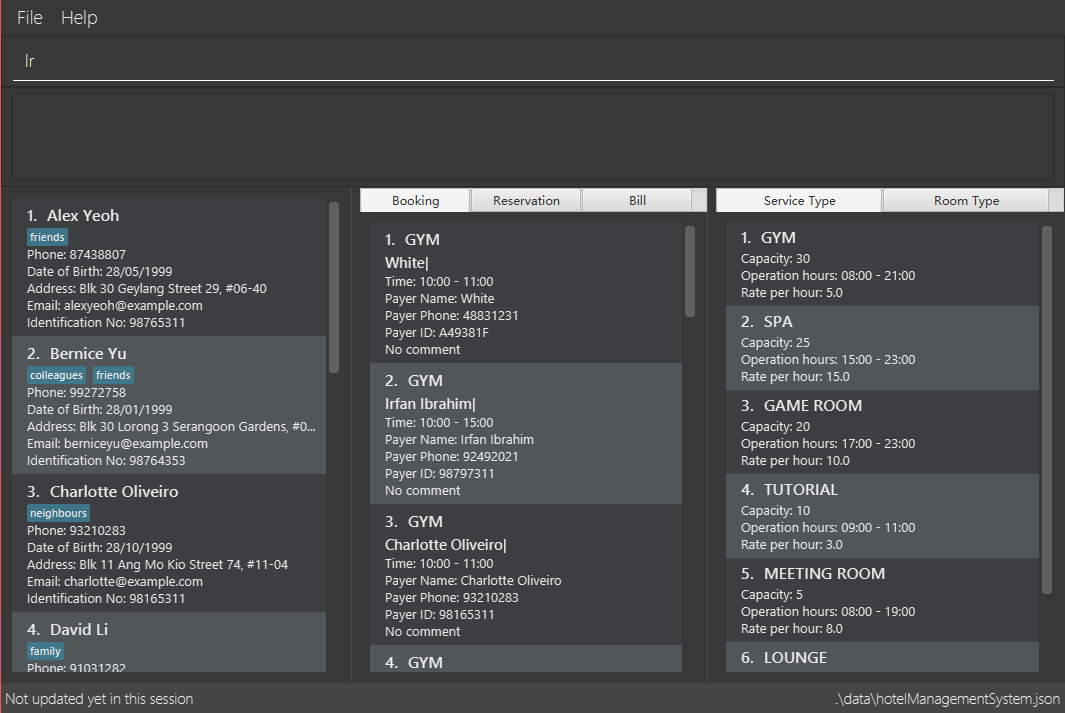 File Help
lr
1. Alex Yeoh
friends
Phone: 87438807
Date of Birth: 28/05/1999
Address: Blk 30 Geylang Street 29, #06-40
Email: alexyeoh@example.com
Identification No: 98765311
2. Bernice Yu
colleagues friends
Phone: 99272758
Date of Birth: 28/01/1999
Address: Blk 30 Lorong 3 Serangoon Gardens, #0...
Email: berniceyu@example.com
Identification No: 98764353
3. Charlotte Oliveiro
neighbours
Phone: 93210283
Date of Birth: 28/10/1999
Address: Blk 11 Ang Mo Kio Street 74, #11-04
Email: charlotte@example.com
Identification No: 98165311
4. David Li
family
Phone: 91031282
Booking Reservation Bill
1. GYM
White|
Time: 10:00 - 11:00
Payer Name: White
Payer Phone: 48831231
Payer ID: A49381F
No comment
2. GYM
Irfan Ibrahim|
Time: 10:00 - 15:00
Payer Name: Irfan Ibrahim
Payer Phone: 92492021
Payer ID: 98797311
No comment
3. GYM
Charlotte Oliveiro|
Time: 10:00 - 11:00
Payer Name: Charlotte Oliveiro
Payer Phone: 93210283
Payer ID: 98165311
No comment
4. GYM
Service Type Room Type
1. GYM
Capacity: 30
Operation hours: 08:00 - 21:00
Rate per hour: 5.0
2. SPA
Capacity: 25
Operation hours: 15:00 - 23:00
Rate per hour: 15.0
3. GAME ROOM
Capacity: 20
Operation hours: 17:00 - 23:00
Rate per hour: 10.0
4. TUTORIAL
Capacity: 10
Operation hours: 09:00 - 11:00
Rate per hour: 3.0
5. MEETING ROOM
Capacity: 5
Operation hours: 08:00 - 19:00
Rate per hour: 8.0
6. LOUNGE
Not updated yet in this session
.\data\hotelManagementSystem.json